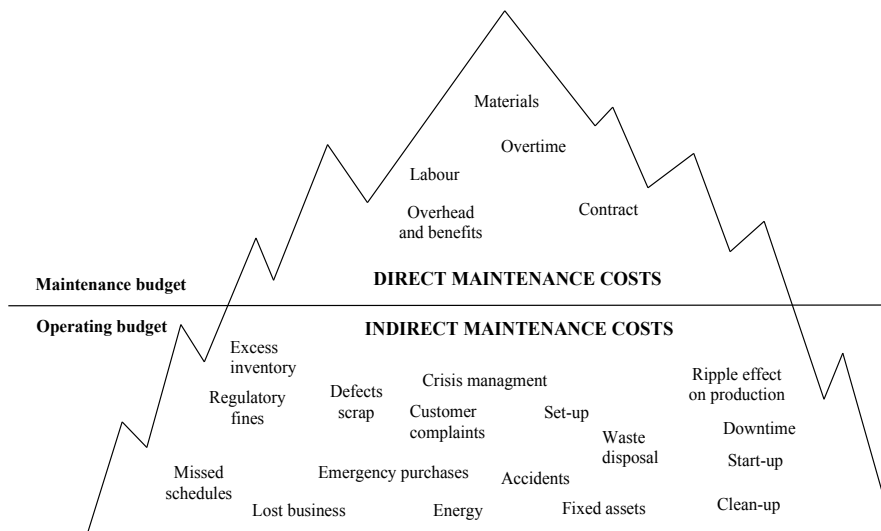 Materials
Overtime
Labour
Overhead
and benefits
Contract
Maintenance budget
DIRECT MAINTENANCE COSTS
Operating budget
INDIRECT MAINTENANCE COSTS
Excess
inventory
Crisis managment
Ripple effect
on production
Regulatory
fines
Defects
scrap
Customer
complaints
Set-up
Downtime
Waste
disposal
Start-up
Missed
schedules
Emergency purchases
Accidents
Lost business
Energy
Fixed assets
Clean-up